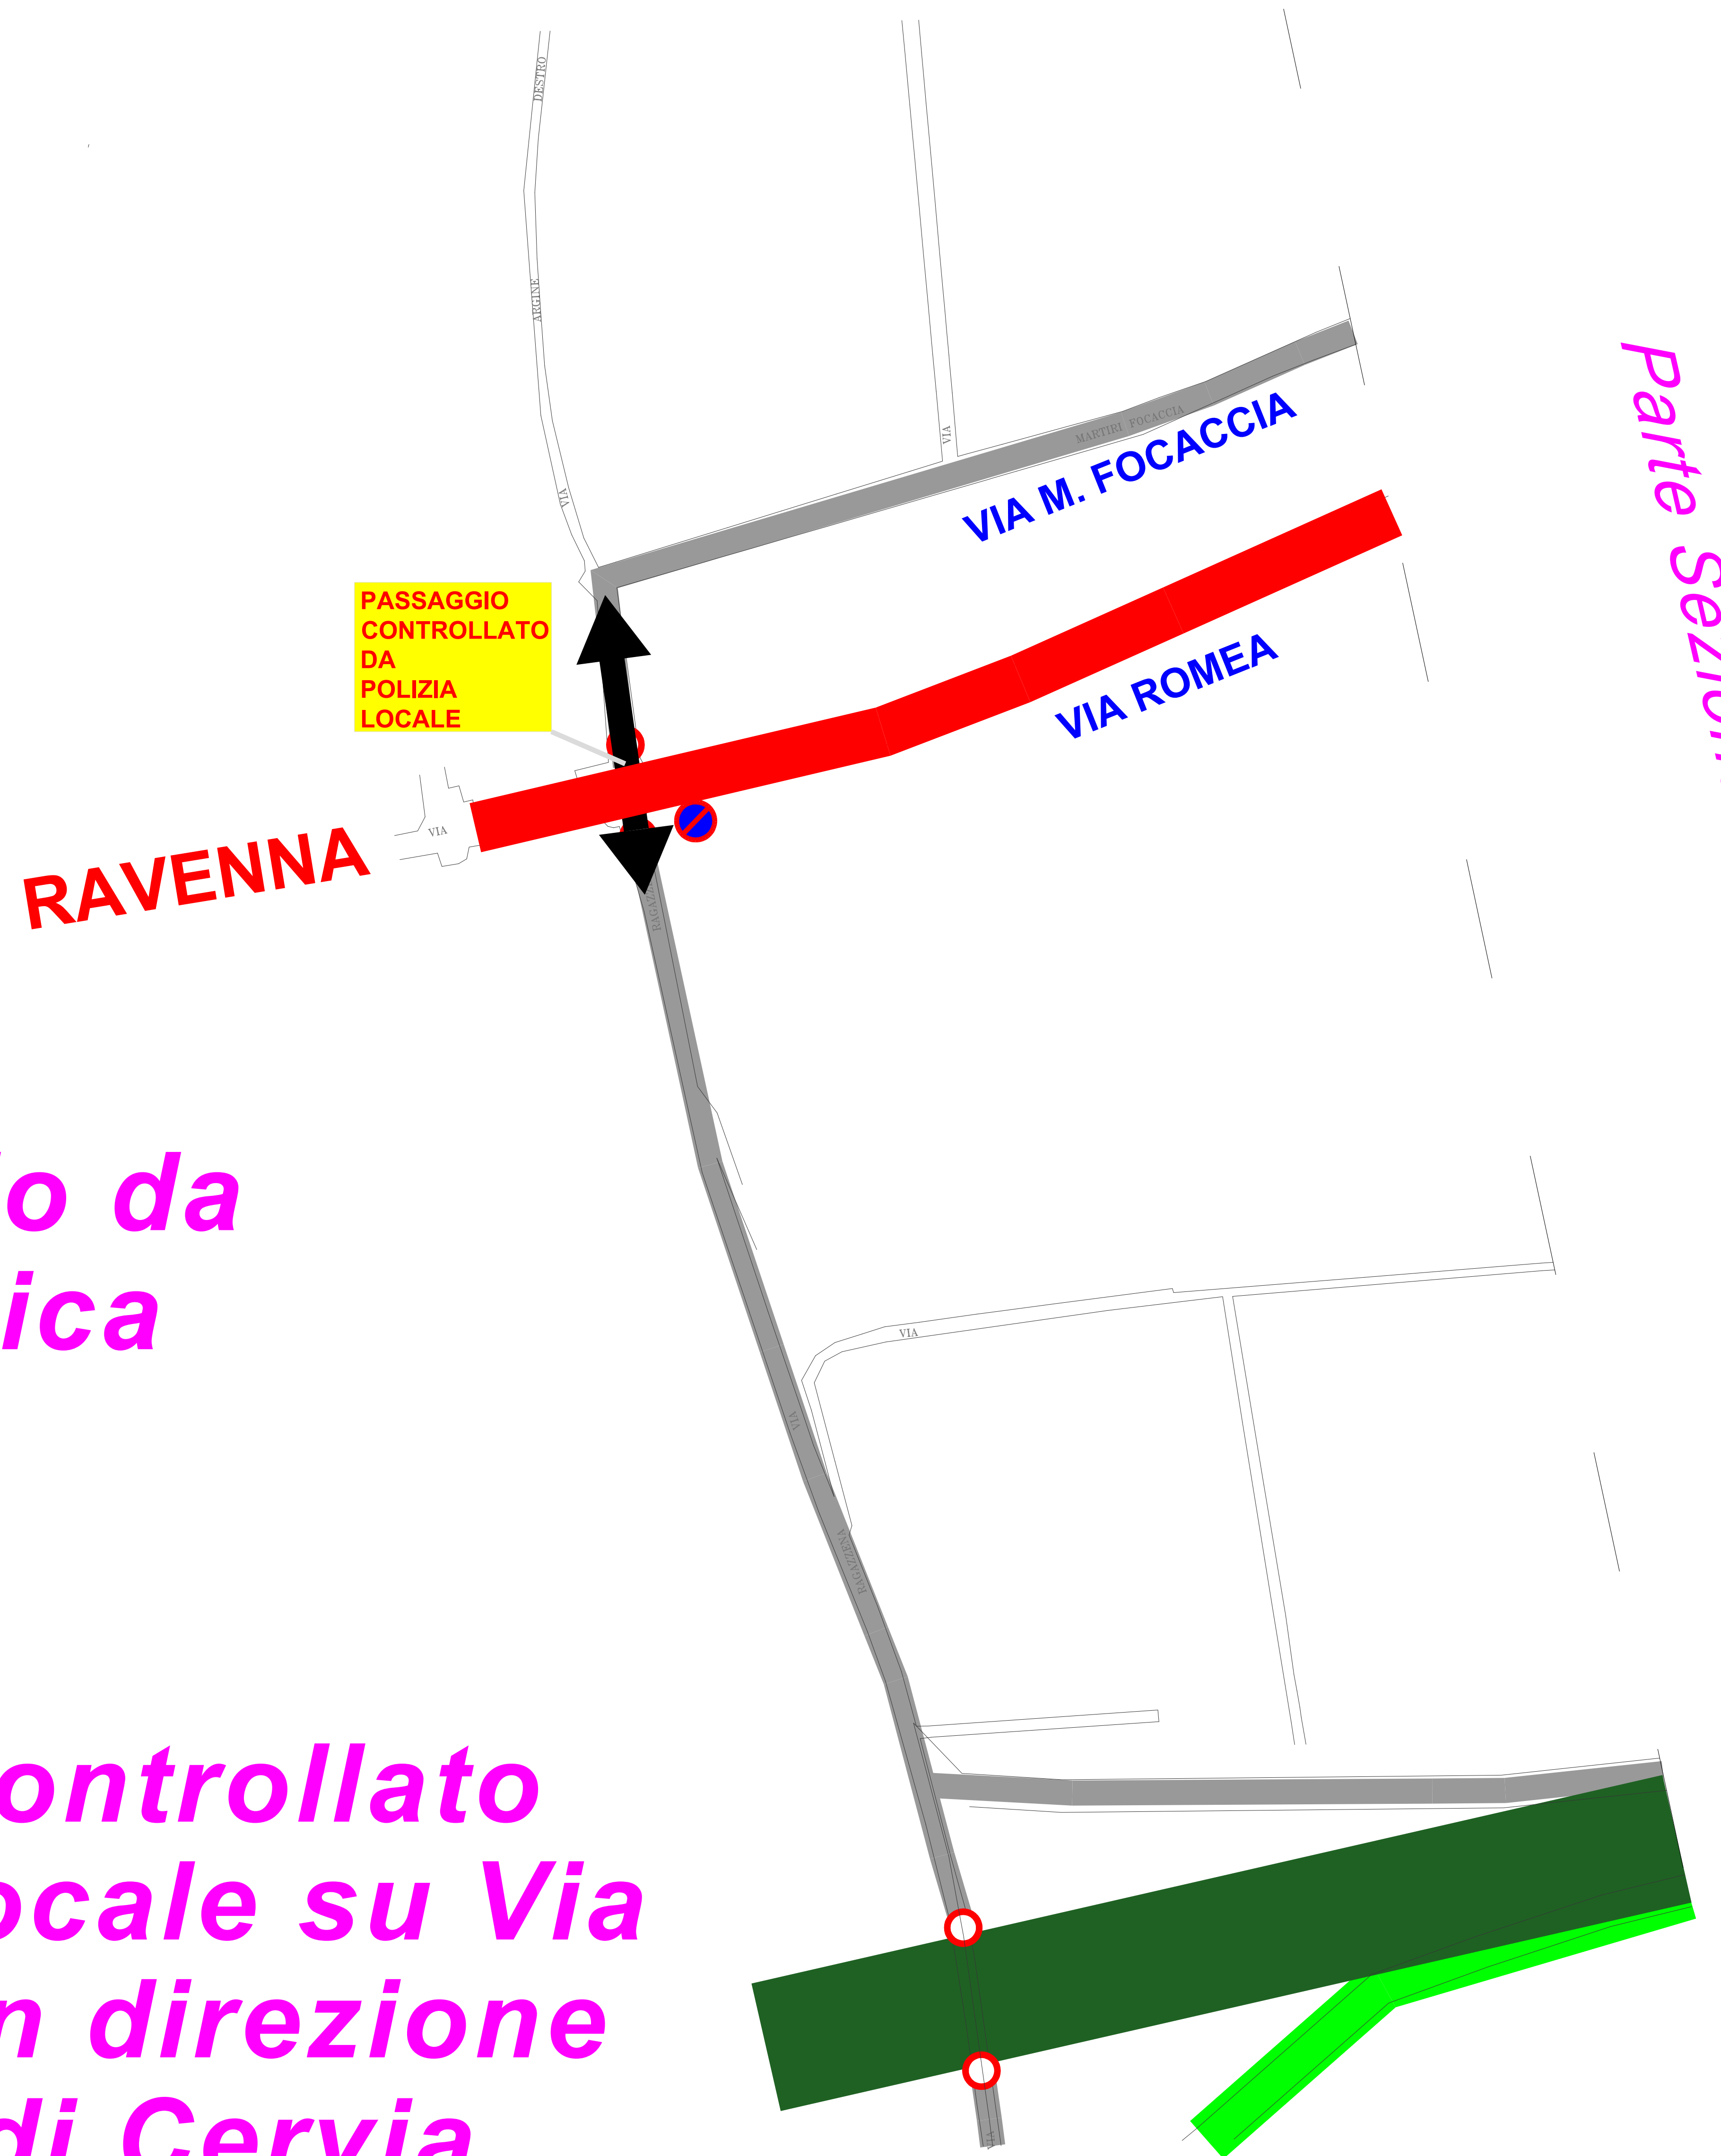 DESTRO
ARGINE
VIA
VIA
MARTIRI FOCACCIA
VIA M. FOCACCIA
Parte
PASSAGGIO
CONTROLLATO
DA
POLIZIA
LOCALE
VIA ROMEA
VIA
RAVENNA
o da
ica
VIA
VIA
RAGAZZENA
ontrollato
ocale su Via
n direzione
di Cervia
VIA